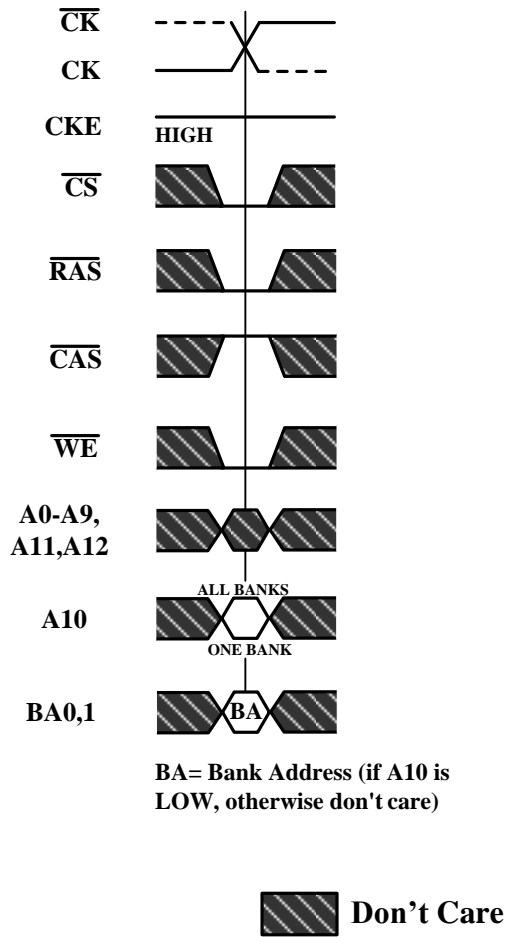 CK
CK
CKE
HIGH
CS
RAS
CAS
WE
A0-A9,
A11,A12
ALL BANKS
A10
ONE BANK
BA0,1
BA
BA= Bank Address (if A10 is
LOW, otherwise don't care)
Don't Care